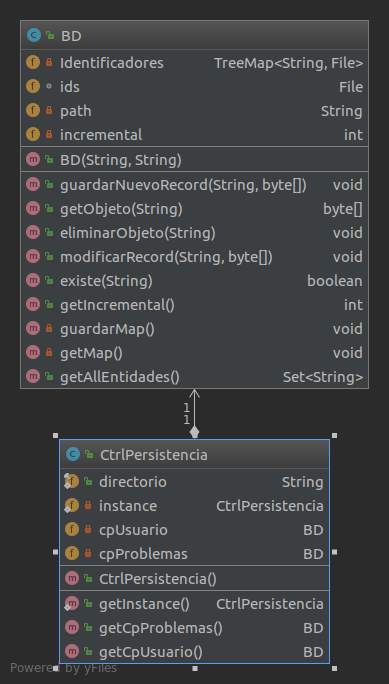 BD
Identificadores TreeMap<String, File>
ids File
path String
incremental int
BD(String, String)
guardarNuevoRecord(String, byte[]) void
getObjeto(String) byte[]
eliminarObjeto(String) void
modificarRecord(String, byte[]) void
existe(String) boolean
getIncremental() int
guardarMap() void
getMap() void
getAllEntidades() Set<String>
1
1
CtrlPersistencia
directorio String
instance CtrlPersistencia
cpUsuario BD
cpProblemas BD
CtrlPersistencia()
getInstance() CtrlPersistencia
getCpProblemas() BD
getCpUsuario() BD
Powered by yFiles